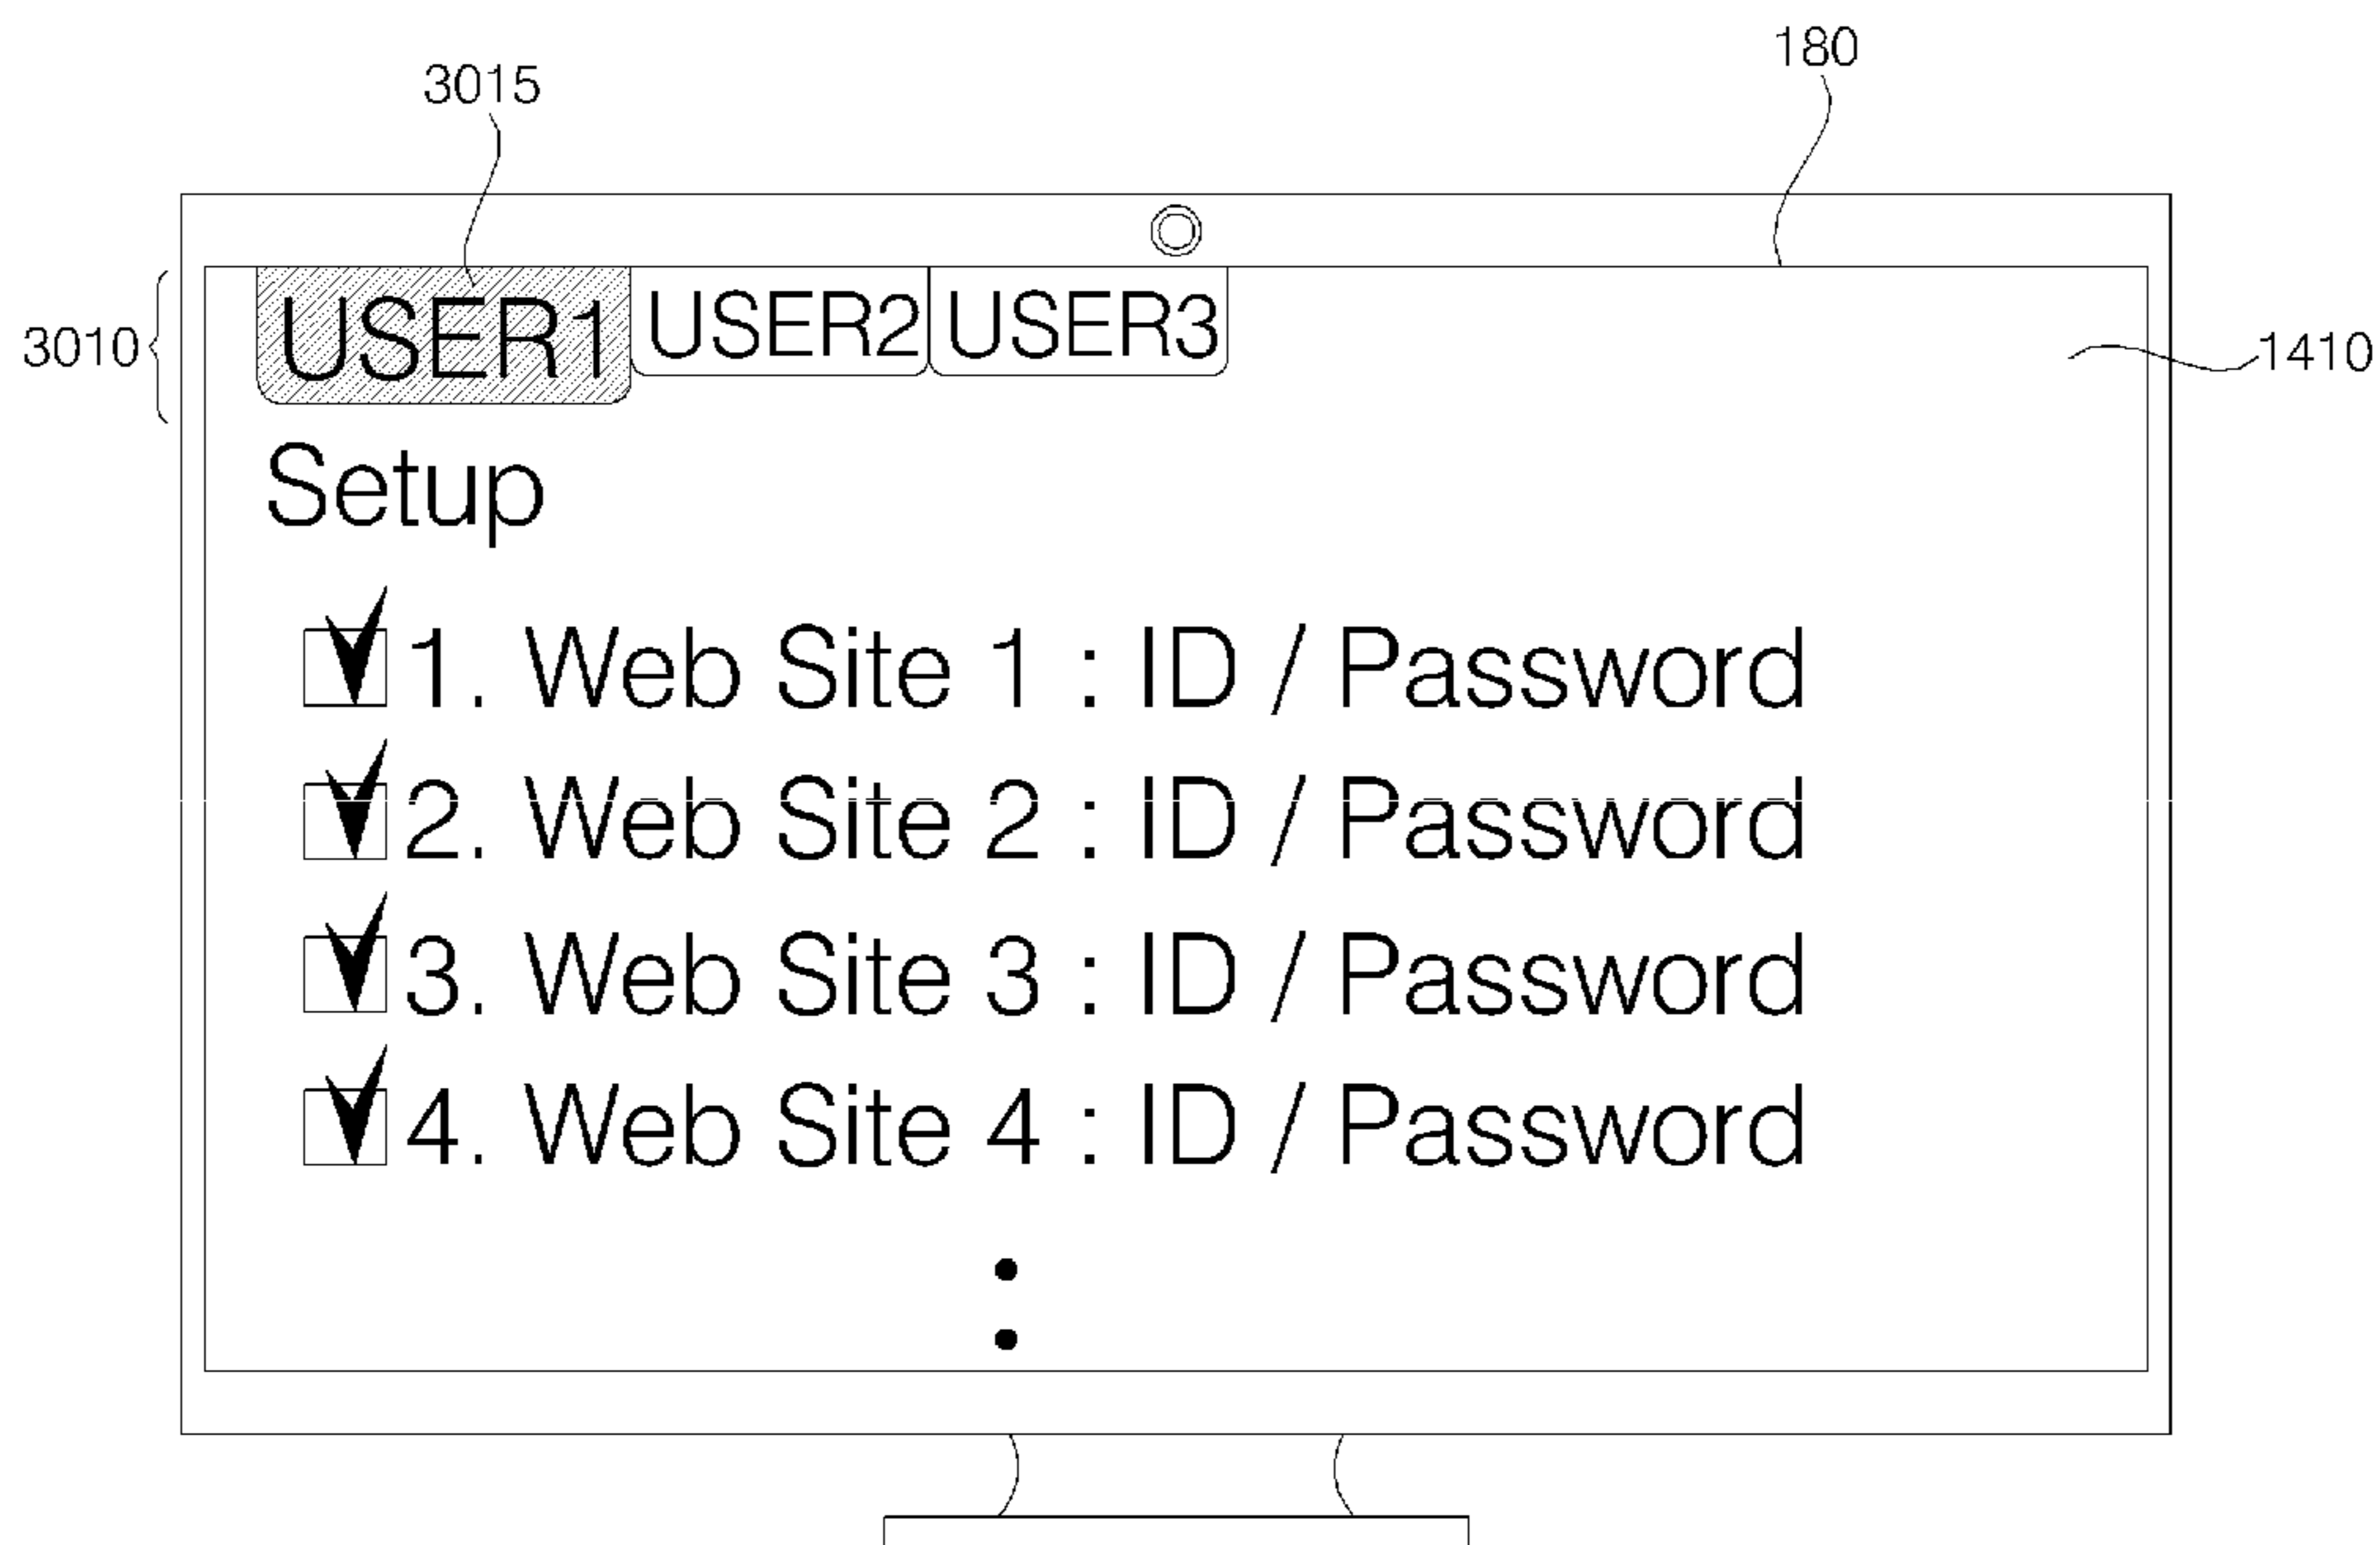 180
3015
3010
USER1 USER2 USER3
1410
Setup
1. Web Site 1 : ID / Password
2. Web Site 2 : ID / Password
3. Web Site 3 : ID / Password
4. Web Site 4 : ID / Password